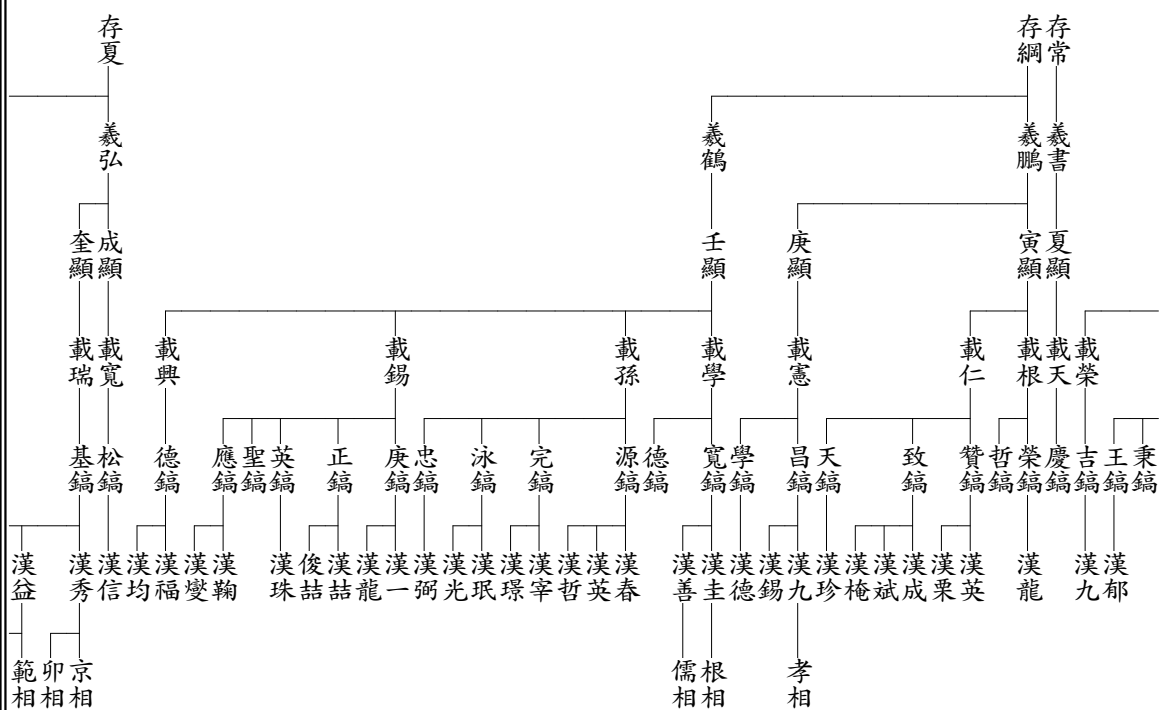 存常
存綱
存夏
羲書
羲鵬
羲鶴
羲弘
夏顯
寅顯
庚顯
壬顯
成顯
奎顯
載榮
載天
載根
載仁
載憲
載學
載孫
載錫
載興
載寬
載瑞
秉鎬
王鎬
吉鎬
慶鎬
榮鎬
哲鎬
贊鎬
致鎬
天鎬
昌鎬
學鎬
寬鎬
德鎬
源鎬
完鎬
泳鎬
忠鎬
庚鎬
正鎬
英鎬
聖鎬
應鎬
德鎬
松鎬
基鎬
漢郁
漢九
漢龍
漢英
漢栗
漢成
漢斌
漢㭺
漢珍
漢九
漢錫
漢德
漢圭
漢善
漢春
漢英
漢哲
漢宰
漢璟
漢珉
漢光
漢弼
漢一
漢龍
漢喆
俊喆
漢珠
漢鞠
漢燮
漢福
漢均
漢信
漢秀
漢益
孝相
根相
儒相
京相
卯相
範相